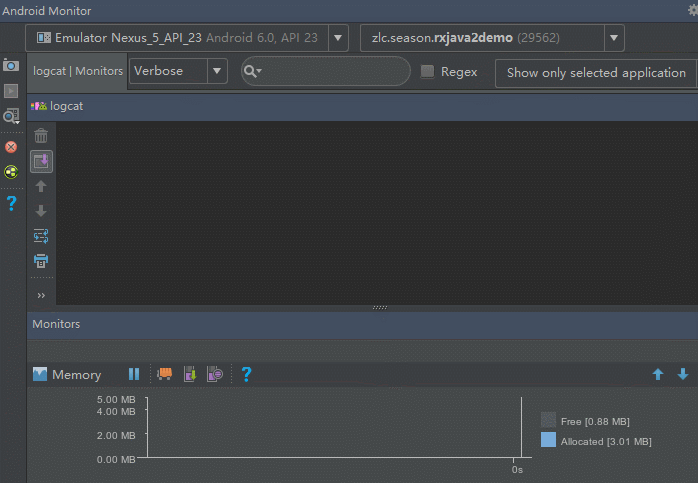 Android Monitor
Emulator Nexus_5_API_23 Android 6.0, API 23
zlc.season.rxjava2demo (29562)
logcat | Monitors
Verbose
Regex
Show only selected application
logcat
?
»
Monitors
Memory
?
5.00 MB
4.00 MB
2.00 MB
0.00 MB
0s
Free [0.88 MB]
Allocated [3.01 MB]